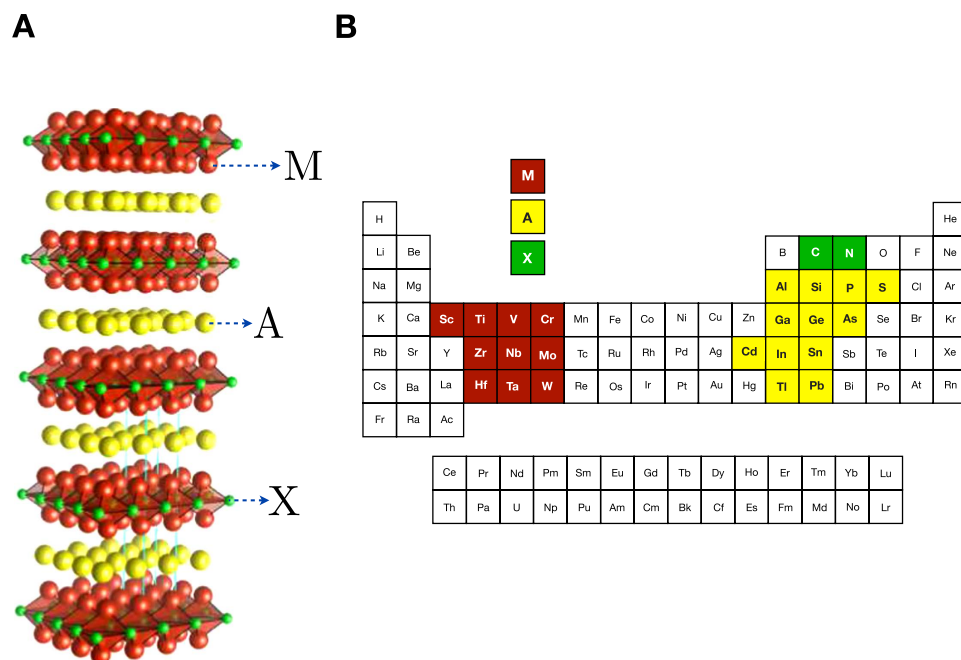 A
B
M
A
X
M
A
X
H He
Li Be B C N O F Ne
Na Mg Al Si P S Cl Ar
K Ca Sc Ti V Cr Mn Fe Co Ni Cu Zn Ga Ge As Se Br Kr
Rb Sr Y Zr Nb Mo Tc Ru Rh Pd Ag Cd In Sn Sb Te I Xe
Cs Ba La Hf Ta W Re Os Ir Pt Au Hg Tl Pb Bi Po At Rn
Fr Ra Ac
Ce Pr Nd Pm Sm Eu Gd Tb Dy Ho Er Tm Yb Lu
Th Pa U Np Pu Am Cm Bk Cf Es Fm Md No Lr